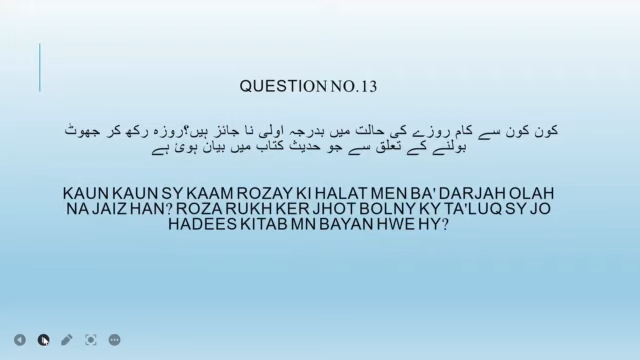 QUESTION NO.13
کون کون سے کام روزے کی حالت میں بدرجہ اولی نا جائز ہیں؟روزہ رکھ کر جھوٹ
بولنے کے تعلق سے جو حدیث کتاب میں بیان ہوئ ہے
KAUN KAUN SY KAAM ROZAY KI HALAT MEN BA' DARJAH OLAH
NA JAIZ HAN? ROZA RUKH KER JHOT BOLNY KY TA'LUQ SY JO
HADEES KITAB MN BAYAN HWE HY?